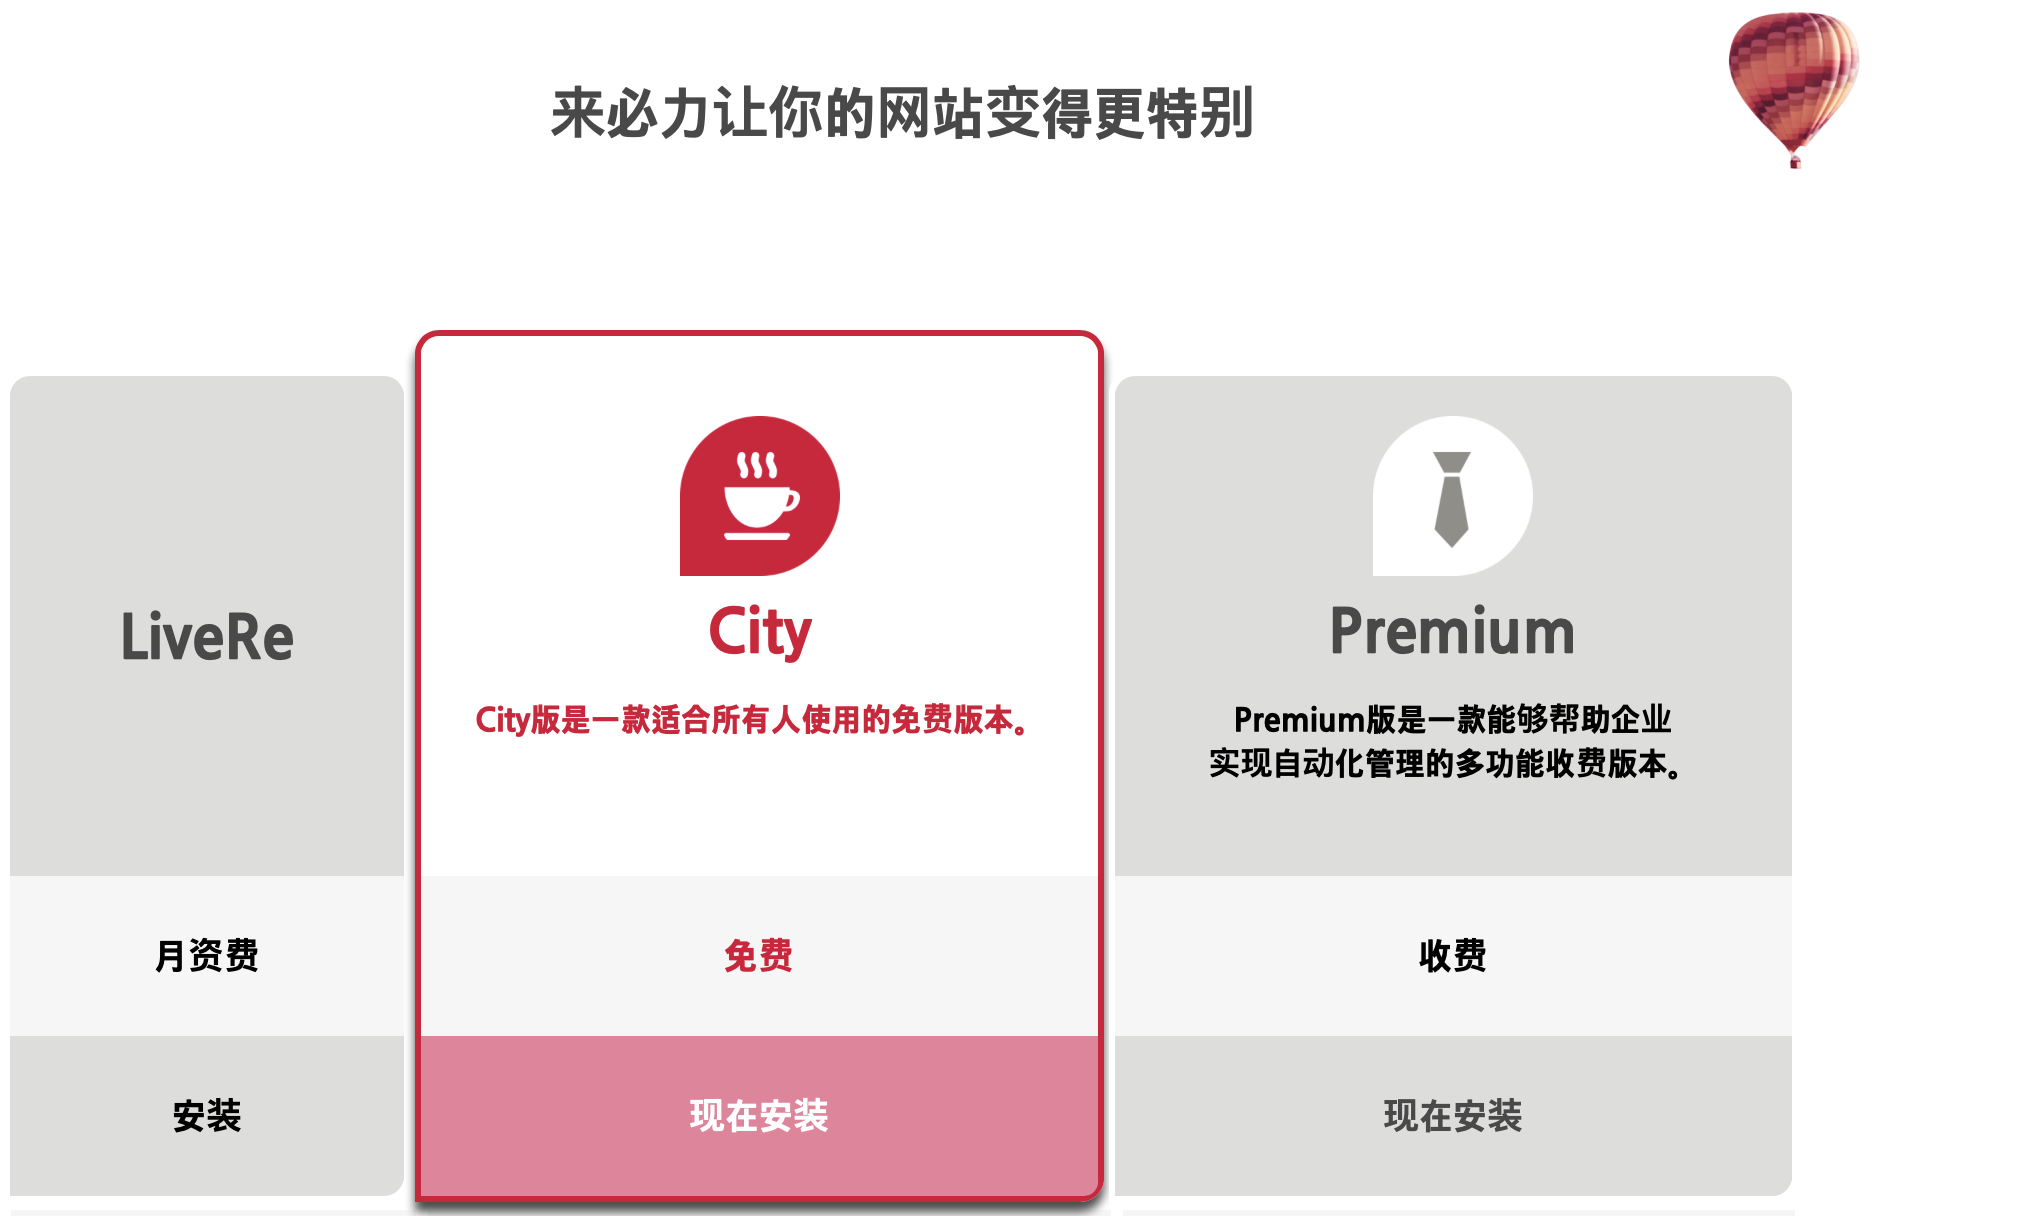 来必力让你的网站变得更特别
LiveRe
City
City版是一款适合所有人使用的免费版本。
Premium
Premium版是一款能够帮助企业
实现自动化管理的多功能收费版本。
月资费
免费
收费
安装
现在安装
现在安装